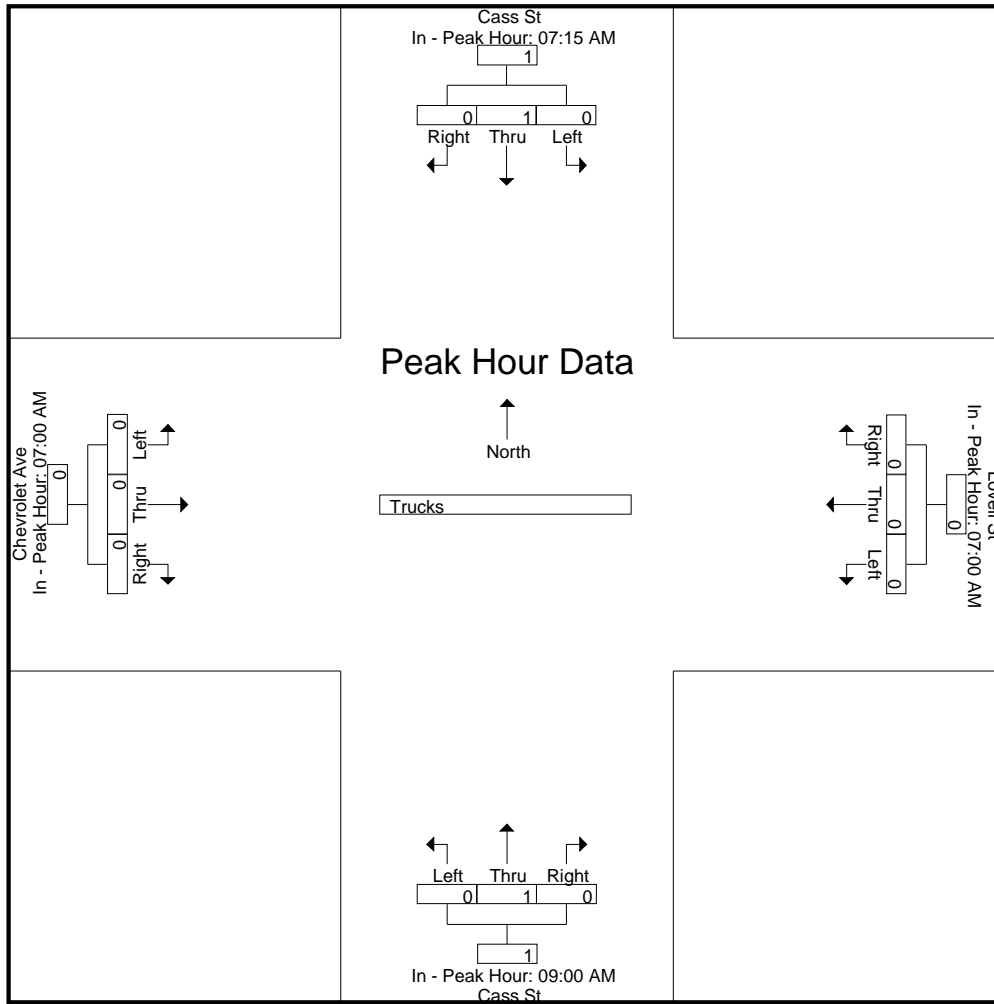 Cass St
In - Peak Hour: 07:15 AM
1
0 1 0
Right Thru Left
Peak Hour Data
North
Trucks
Chevrolet Ave
In - Peak Hour: 07:00 AM
0
0 0 0
Left Thru Right
Lovell St
In - Peak Hour: 07:00 AM
0
0 0 0
Right Thru Left
Left Thru Right
0 1 0
1
In - Peak Hour: 09:00 AM
Cass St